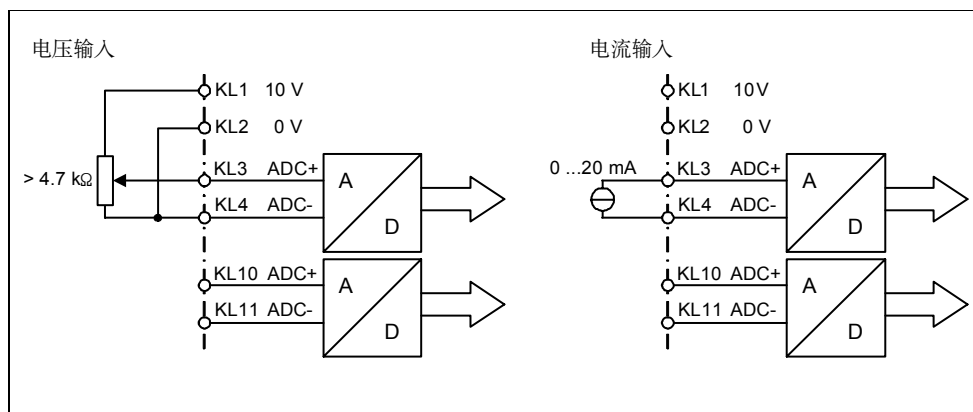 电压输入
KL1 10 V
KL2 0 V
> 4.7 kΩ
KL3 ADC+
KL4 ADC-
A
D
KL10 ADC+
KL11 ADC-
A
D
电流输入
KL1 10V
KL2 0 V
0 ...20 mA
KL3 ADC+
KL4 ADC-
A
D
KL10 ADC+
KL11 ADC-
A
D